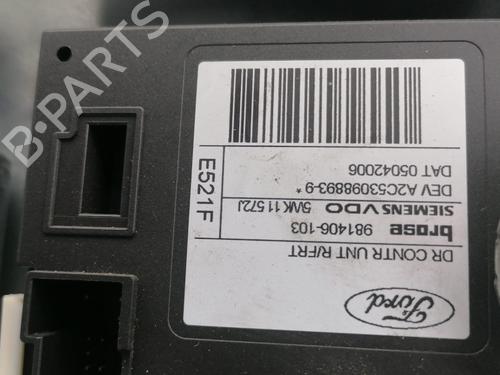 Ford
DR CONTR UNT R/FRT
brose 981406-103
SIEMENS VDO 5WK11572J
DEV A2C53098893-9*
DAT 05042006
E521F
B-PARTS